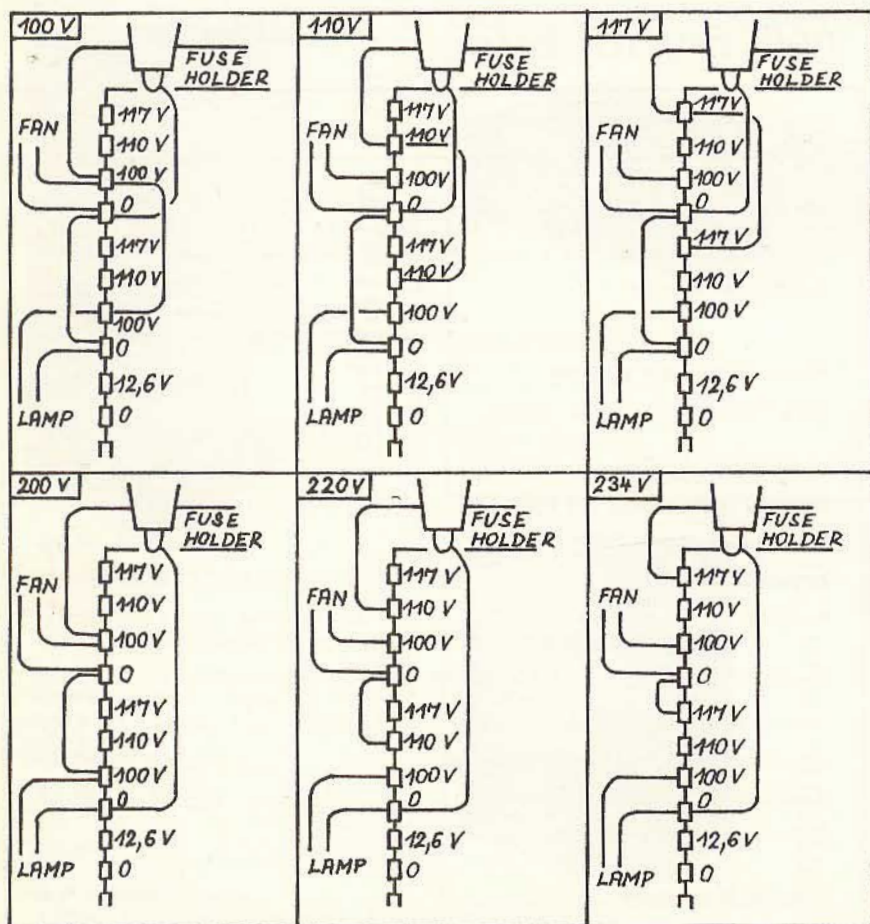 100 V
FUSE
HOLDER
117 V
FAN
110 V
100 V
0
117 V
110 V
100 V
0
12,6 V
LAMP
0
110 V
FUSE
HOLDER
117 V
FAN
110 V
100 V
0
117 V
110 V
100 V
0
12,6 V
LAMP
0
117 V
FUSE
HOLDER
117 V
FAN
110 V
100 V
0
117 V
110 V
100 V
0
12,6 V
LAMP
0
200 V
FUSE
HOLDER
117 V
FAN
110 V
100 V
0
117 V
110 V
100 V
0
12,6 V
LAMP
0
220 V
FUSE
HOLDER
117 V
FAN
110 V
100 V
0
117 V
110 V
100 V
0
12,6 V
LAMP
0
234 V
FUSE
HOLDER
117 V
FAN
110 V
100 V
0
117 V
110 V
100 V
0
12,6 V
LAMP
0